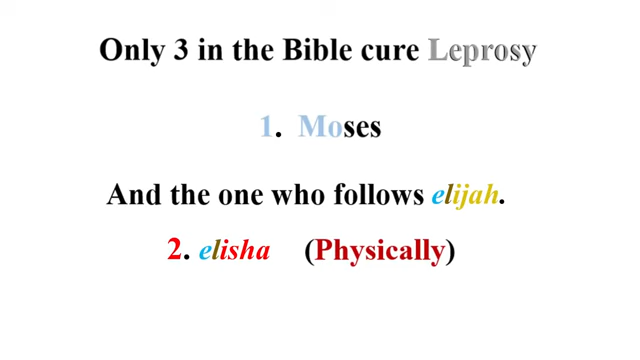 Only 3 in the Bible cure Leprosy
1. Moses
And the one who follows elijah.
2. elisha (Physically)